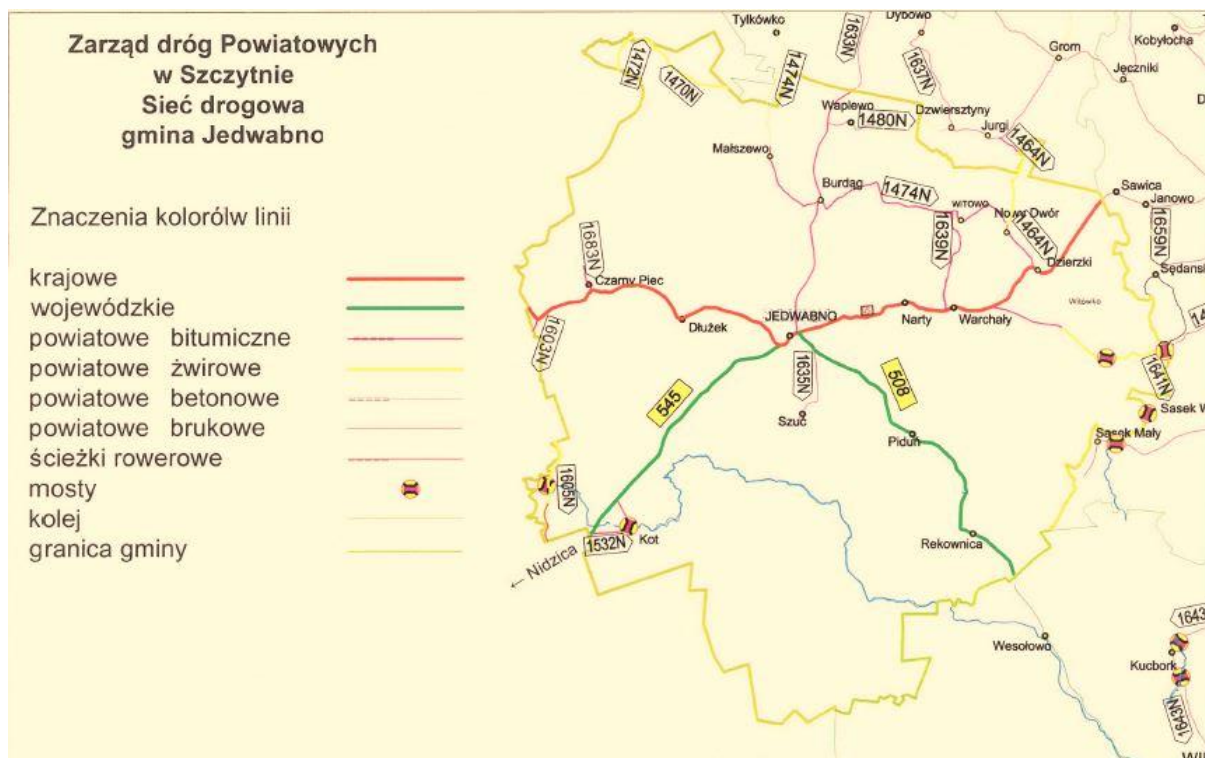 Zarząd dróg Powiatowych
w Szczytnie
Sieć drogowa
gmina Jedwabno
Znaczenia kolorólw linii
krajowe
wojewódzkie
powiatowe bitumiczne
powiatowe żwirowe
powiatowe betonowe
powiatowe brukowe
ścieżki rowerowe
mosty
kolej
granica gminy
Tylkówko
1633N
Dybowo
Kobyłocha
Grom
Jęczniki
1472N
1470N
1474N
1637N
Waplewo
1480N
Dzwiersztyny
Jurgi
1464N
Małszewo
Burdąg
1474N
Sawica
Janowo
WITOWO
Nowy Dwór
1639N
1464N
1659N
1683N
Czarny Piec
Dzierzki
Sędańsk
Witówko
JEDWABNO
Narty
Warchały
Dłużek
1603N
1635N
1641N
545
508
Szuć
Piduń
Sasek W
Sasek Mały
1605N
Kot
1532N
Rekownica
← Nidzica
Wesołowo
1643N
Kucbork
1643N